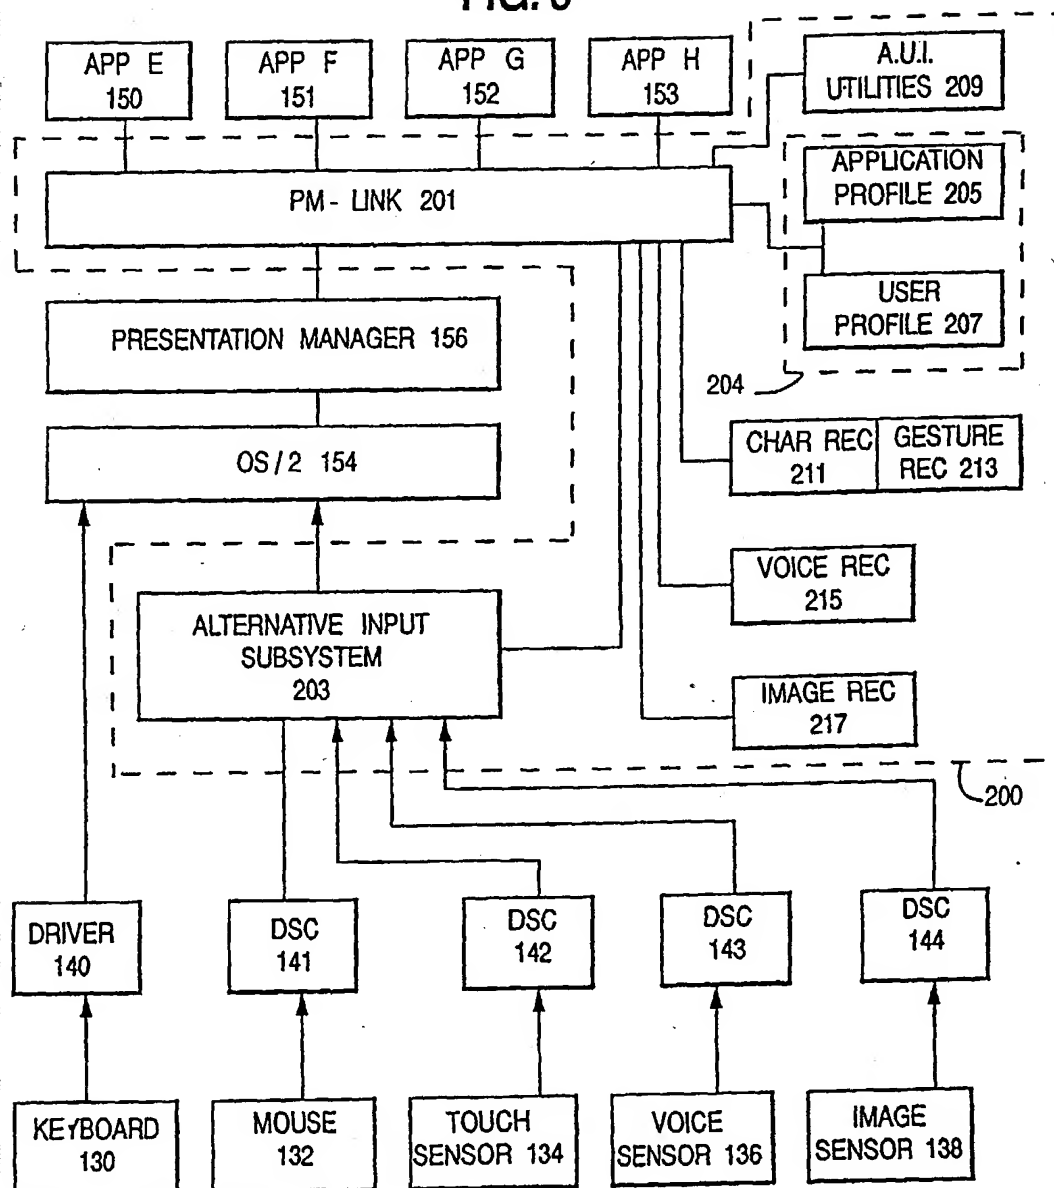 APP E
150
APP F
151
APP G
152
APP H
153
A.U.I.
UTILITIES 209
PM-LINK 201
APPLICATION
PROFILE 205
USER
PROFILE 207
204
PRESENTATION MANAGER 156
OS/2 154
CHAR REC
211
GESTURE
REC 213
VOICE REC
215
ALTERNATIVE INPUT
SUBSYSTEM
203
IMAGE REC
217
200
DRIVER
140
DSC
141
DSC
142
DSC
143
DSC
144
KEYBOARD
130
MOUSE
132
TOUCH
SENSOR 134
VOICE
SENSOR 136
IMAGE
SENSOR 138